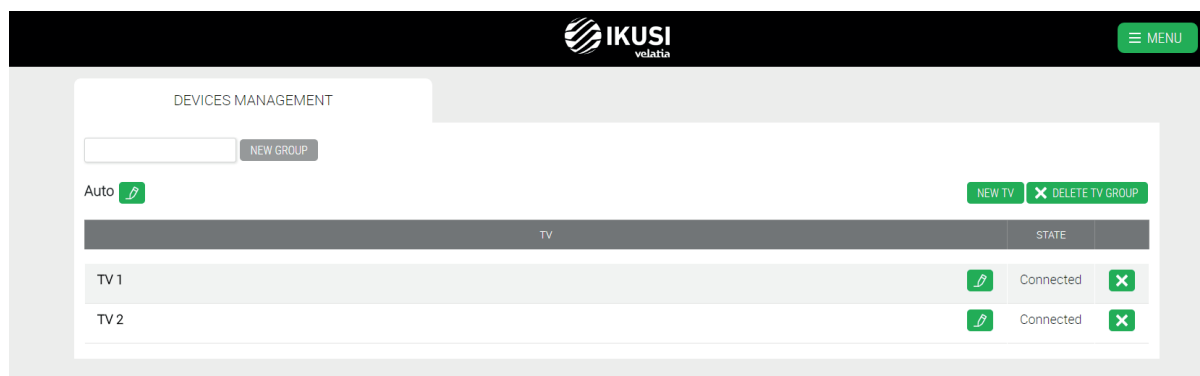 IKUSI
velatia
MENU
DEVICES MANAGEMENT
NEW GROUP
Auto
NEW TV
DELETE TV GROUP
TV STATE
TV 1 Connected
TV 2 Connected